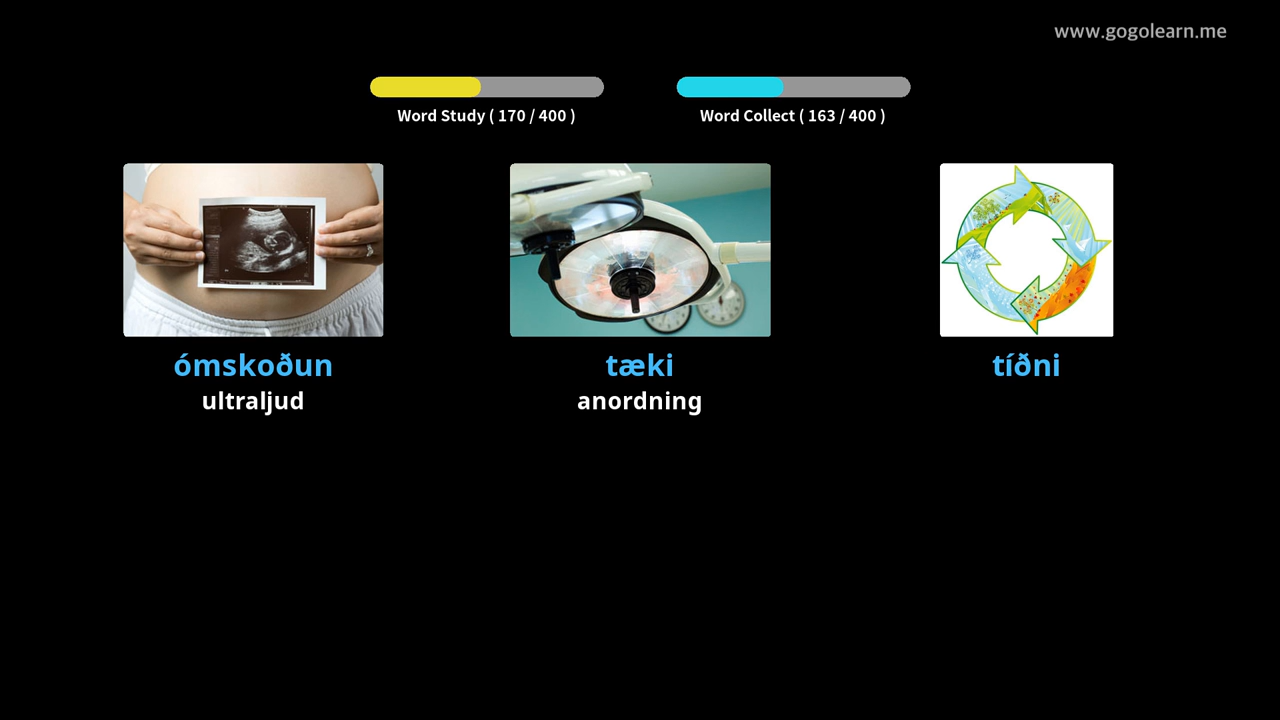 www.gogolearn.me
Word Study ( 170 / 400 )
Word Collect ( 163 / 400 )
ómskoðun
ultraljud
tæki
anordning
tíðni